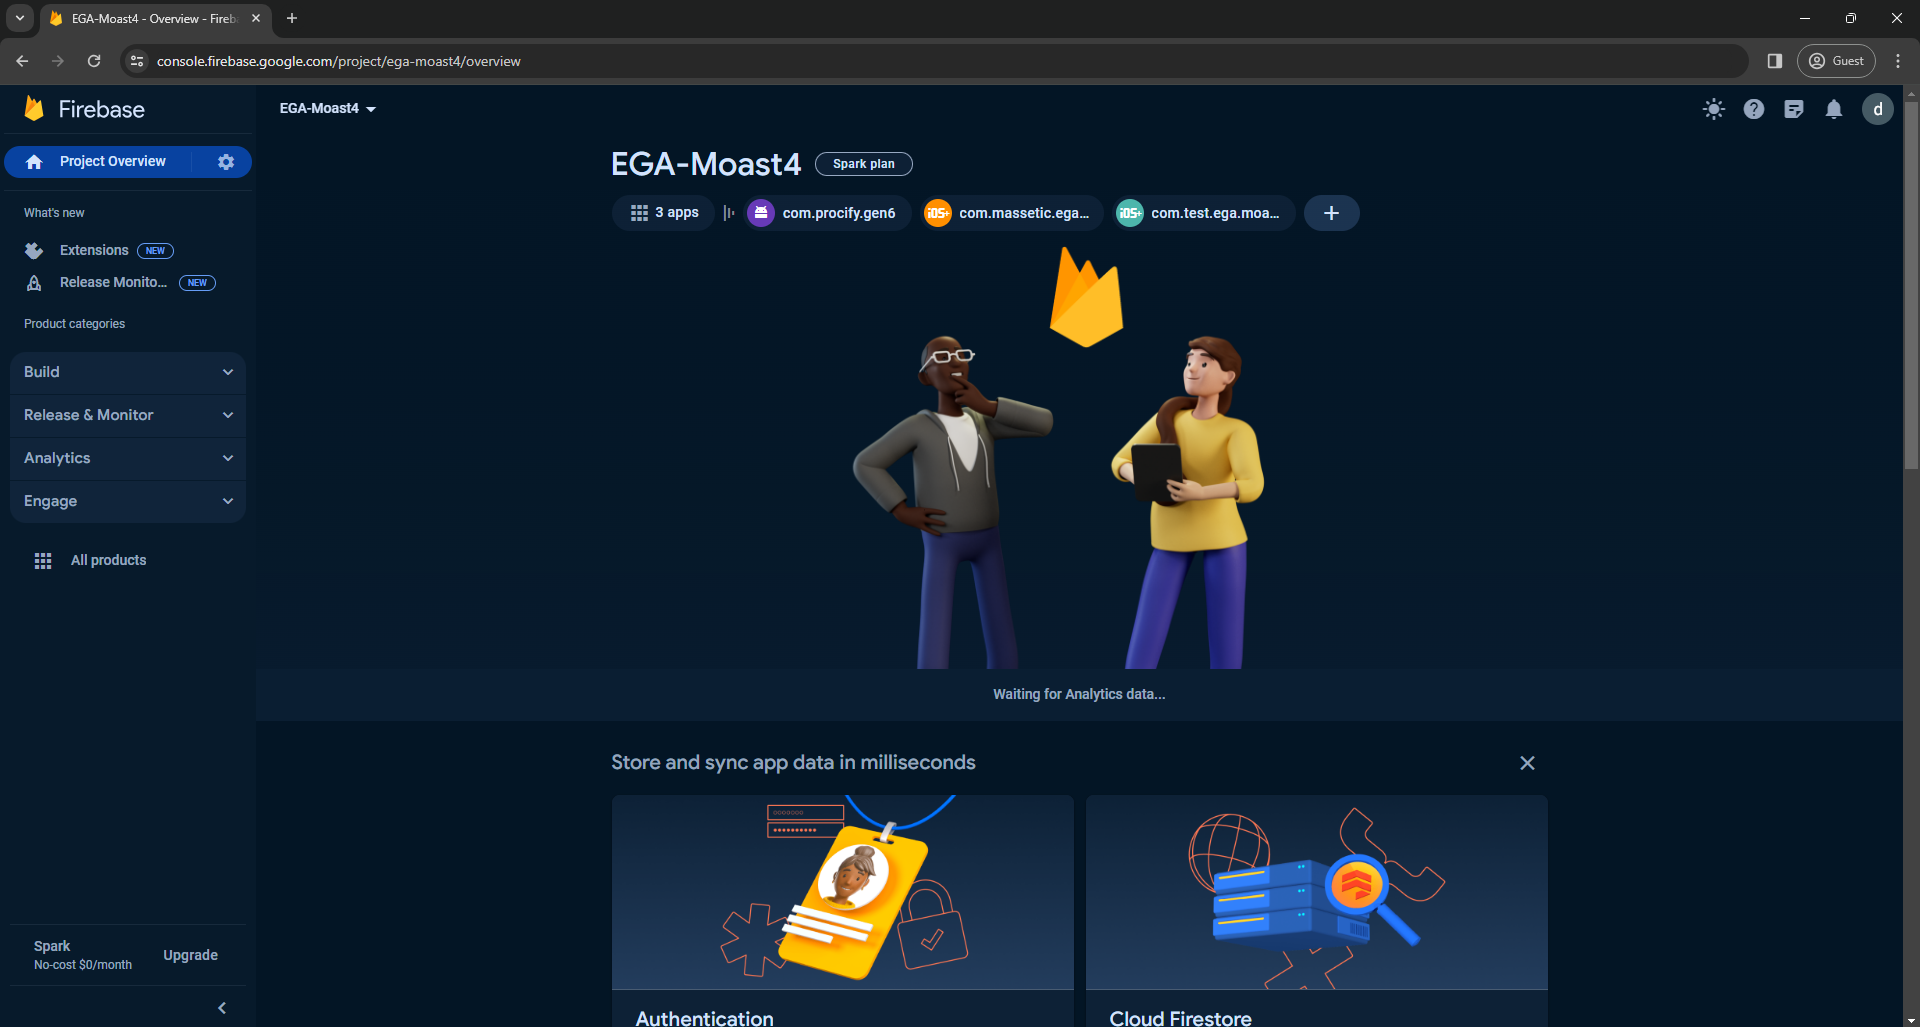 EGA-Moast4 - Overview - Fireb
console.firebase.google.com/project/ega-moast4/overview
Guest
Firebase
EGA-Moast4
d
Project Overview
EGA-Moast4
Spark plan
What's new
3 apps
com.procify.gen6
iOS+
com.massetic.ega...
iOS+
com.test.ega.moa...
Extensions
NEW
Release Monito...
NEW
Product categories
Build
Release & Monitor
Analytics
Engage
All products
Waiting for Analytics data...
Store and sync app data in milliseconds
Spark
No-cost $0/month
Upgrade
Authentication
Cloud Firestore